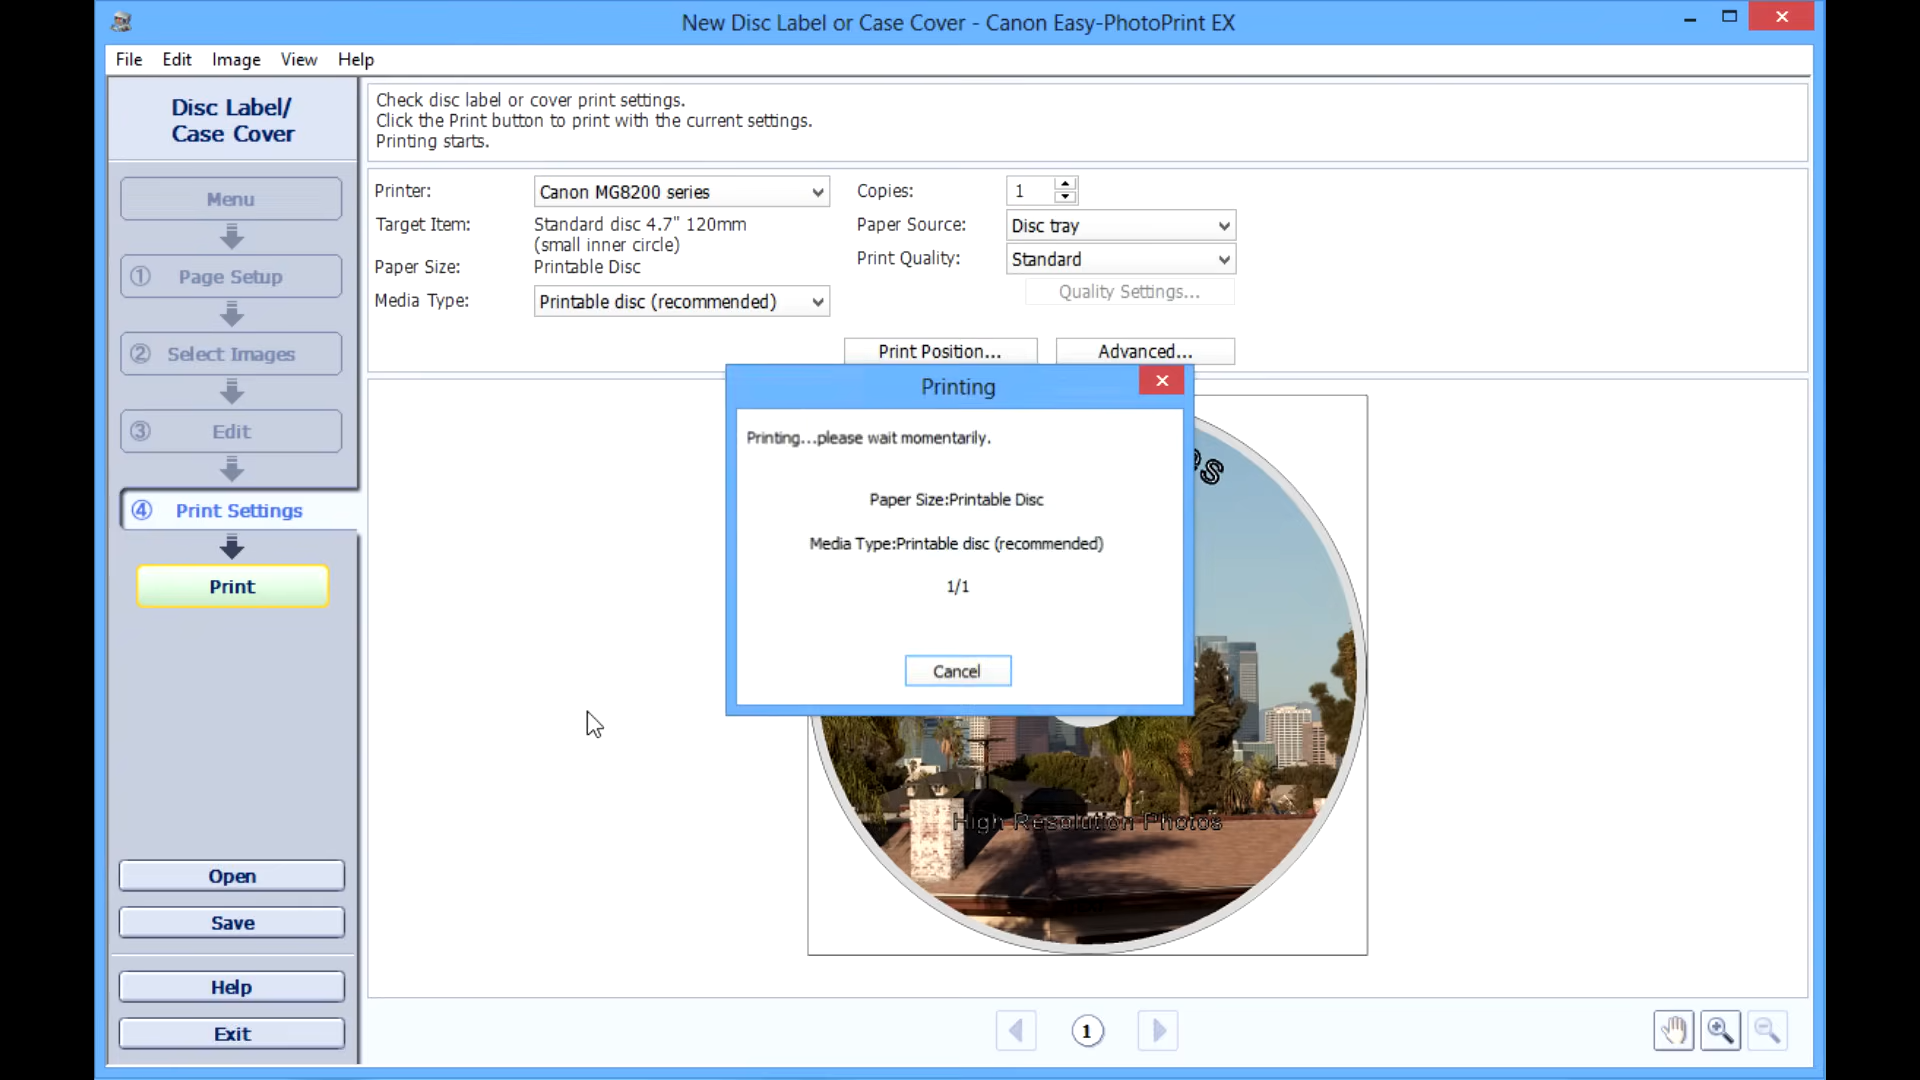 New Disc Label or Case Cover - Canon Easy-PhotoPrint EX
File Edit Image View Help
Disc Label/
Case Cover
Menu
① Page Setup
② Select Images
③ Edit
④ Print Settings
Print
Open
Save
Help
Exit
Check disc label or cover print settings.
Click the Print button to print with the current settings.
Printing starts.
Printer: Canon MG8200 series
Target Item: Standard disc 4.7" 120mm
(small inner circle)
Paper Size: Printable Disc
Media Type: Printable disc (recommended)
Copies: 1
Paper Source: Disc tray
Print Quality: Standard
Quality Settings...
Print Position... Advanced...
Printing
Printing...please wait momentarily.
Paper Size:Printable Disc
Media Type:Printable disc (recommended)
1/1
Cancel
High Resolution Photos
1